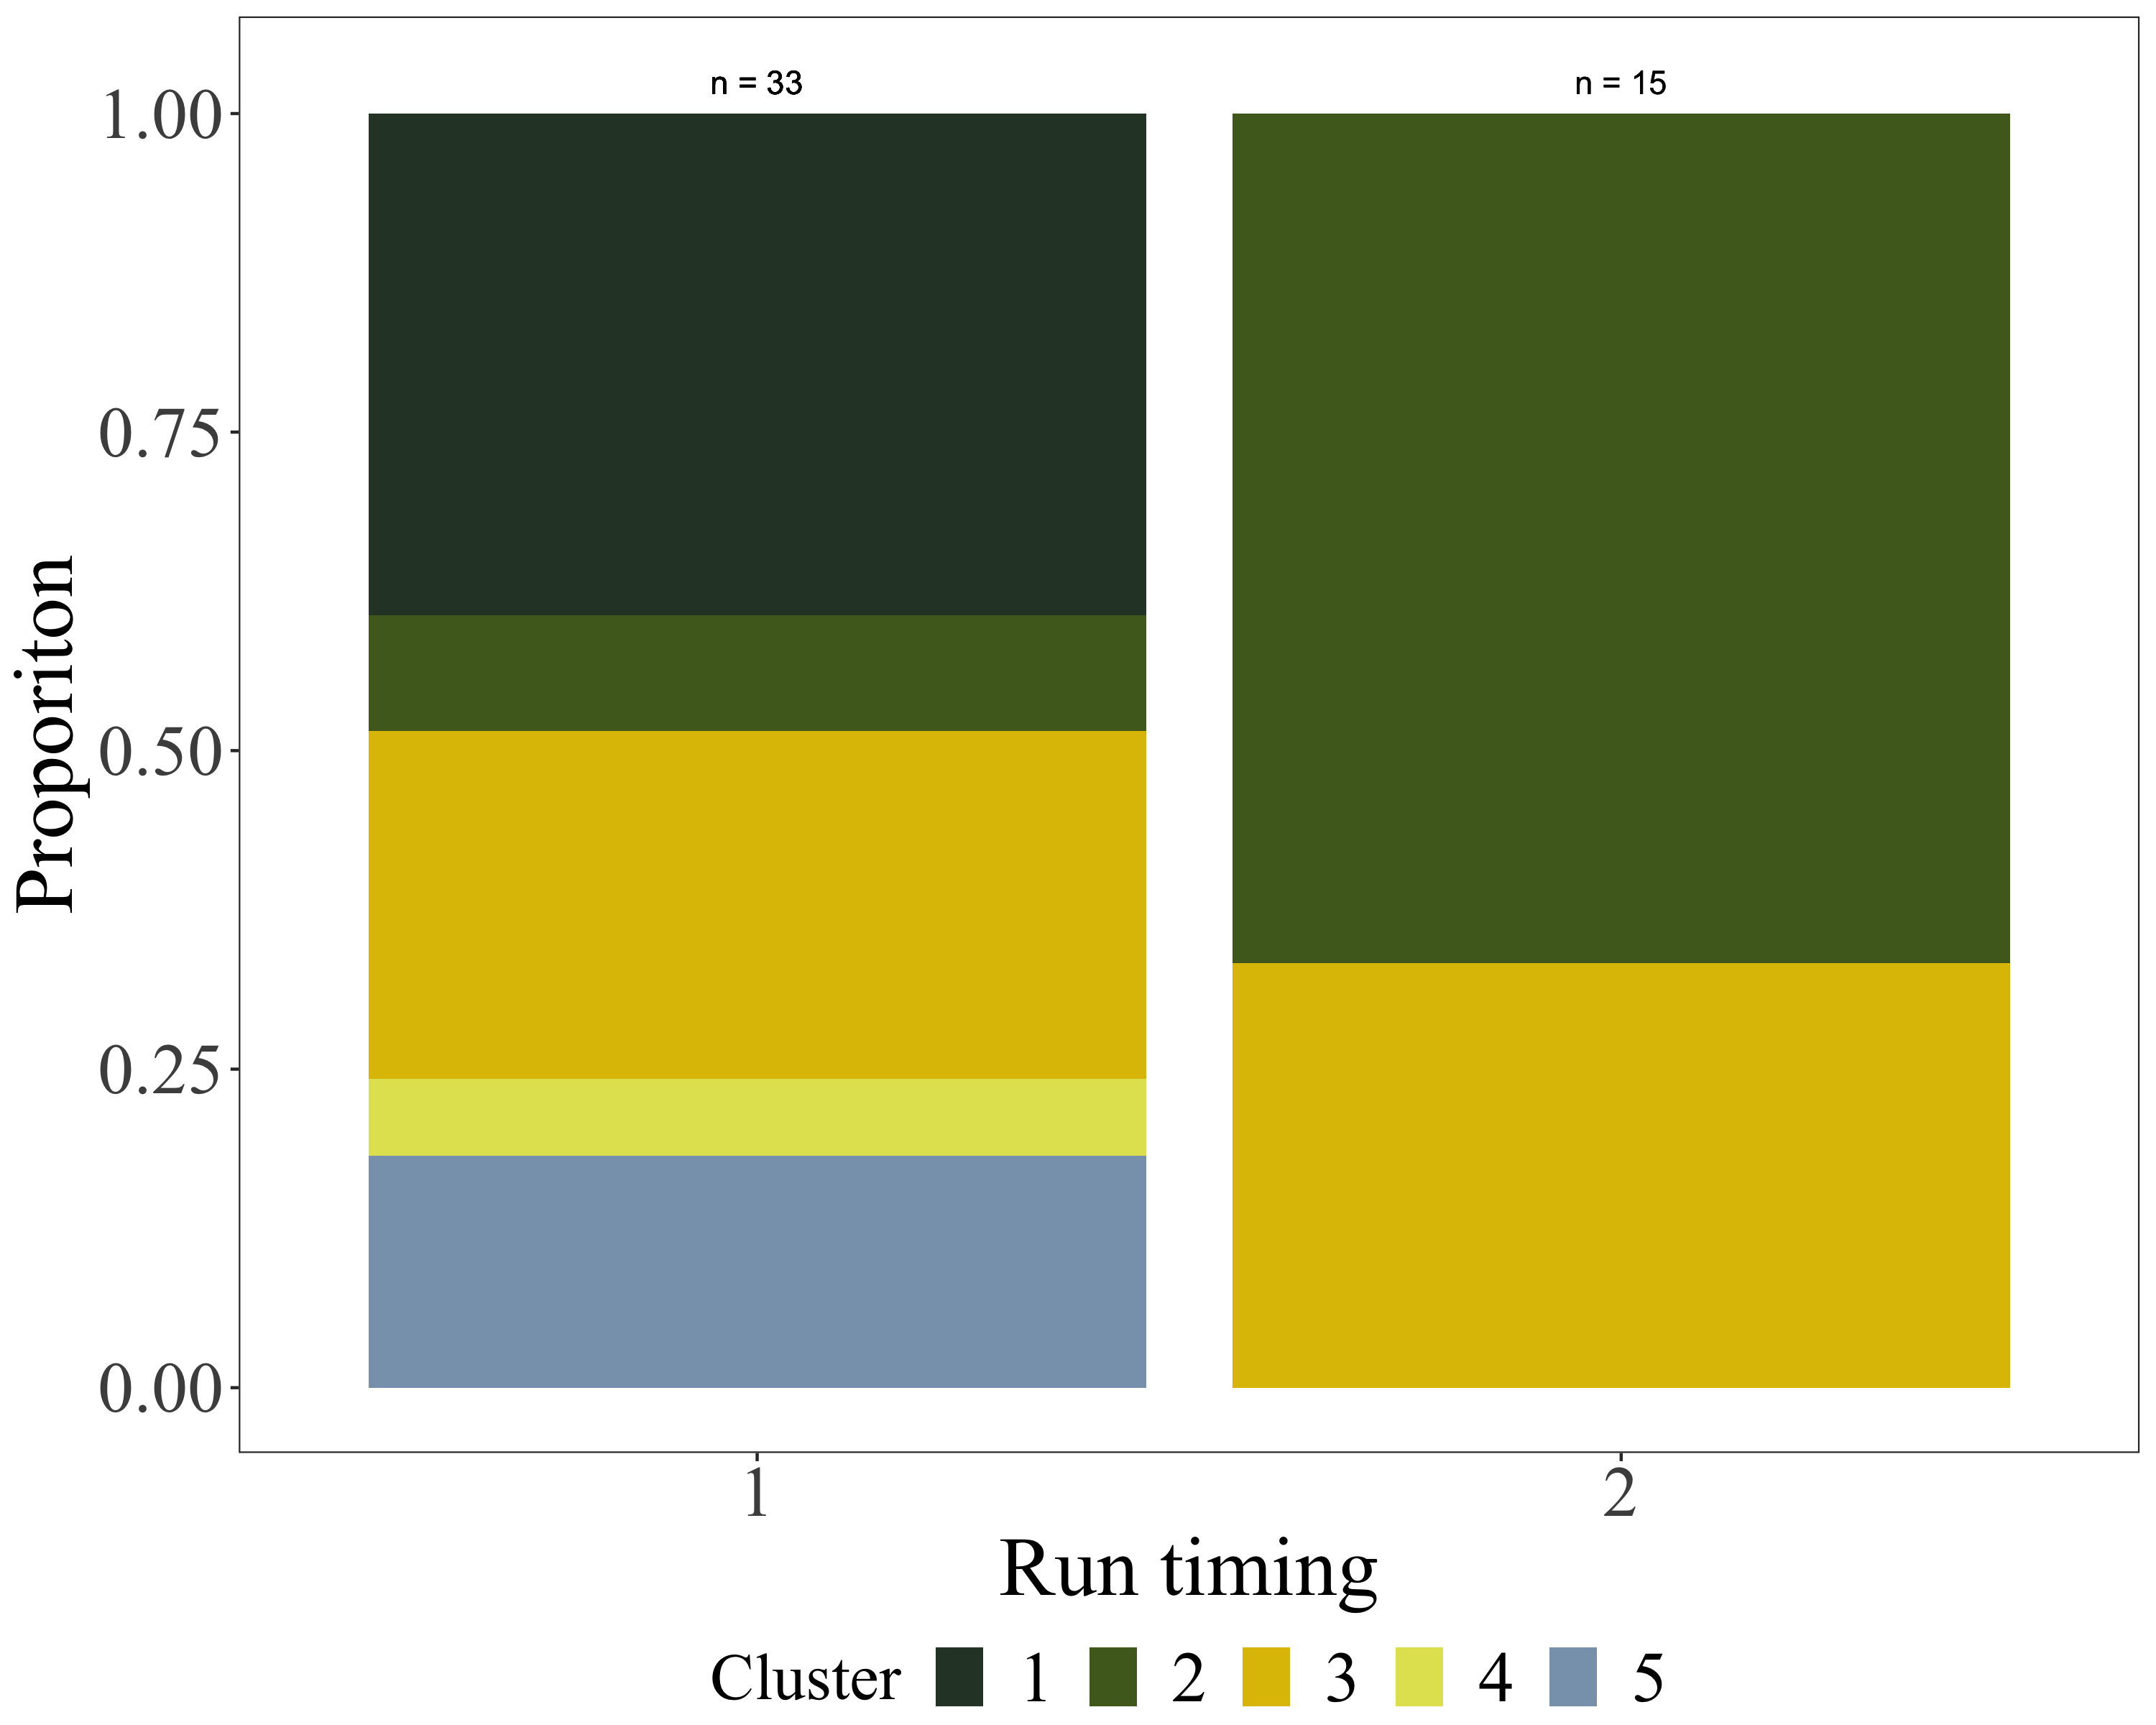 n = 33
n = 15
1.00
0.75
0.50
0.25
0.00
Proporiton
1
2
Run timing
Cluster 1 2 3 4 5